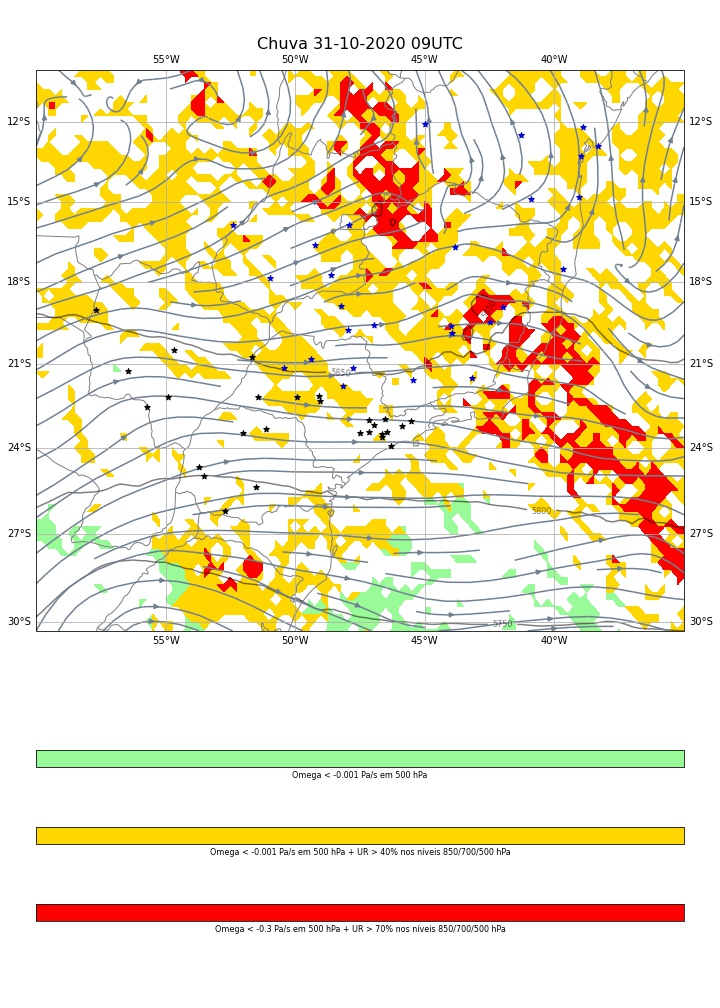 Chuva 31-10-2020 09UTC
55°W 50°W 45°W 40°W
12°S 12°S
15°S 15°S
18°S 18°S
21°S 21°S
5850
24°S 24°S
5800
27°S 27°S
30°S 5750 30°S
55°W 50°W 45°W 40°W
Omega < -0.001 Pa/s em 500 hPa
Omega < -0.001 Pa/s em 500 hPa + UR > 40% nos níveis 850/700/500 hPa
Omega < -0.3 Pa/s em 500 hPa + UR > 70% nos níveis 850/700/500 hPa